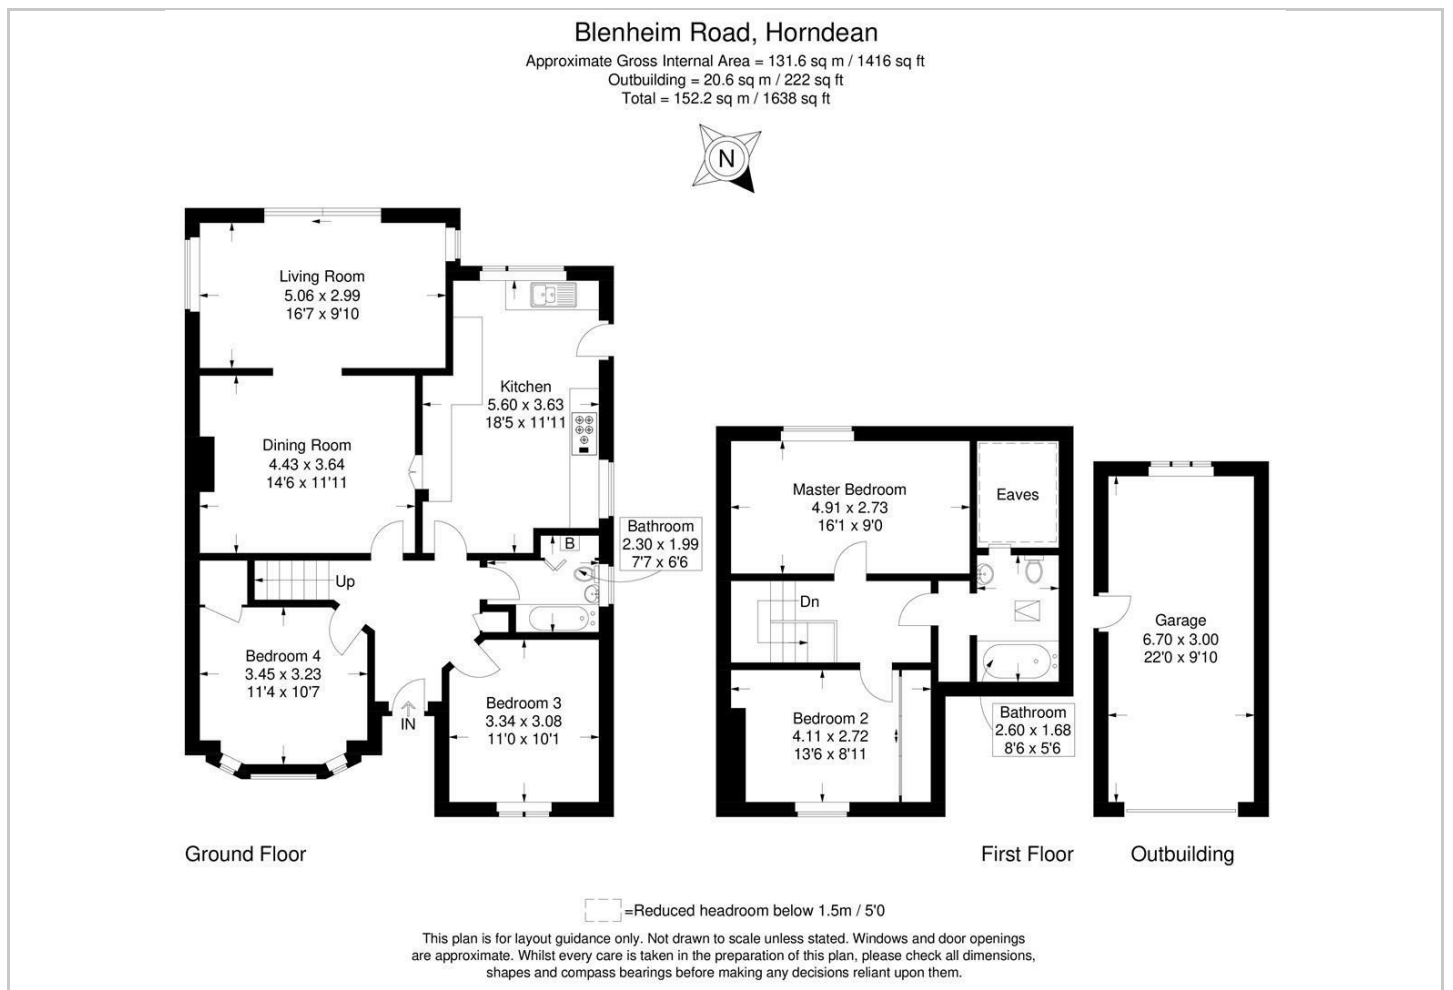 Blenheim Road, Horndean
Approximate Gross Internal Area = 131.6 sq m / 1416 sq ft
Outbuilding = 20.6 sq m / 222 sq ft
Total = 152.2 sq m / 1638 sq ft
N
Living Room
5.06 x 2.99
16'7 x 9'10
Kitchen
5.60 x 3.63
18'5 x 11'11
Dining Room
4.43 x 3.64
14'6 x 11'11
Bathroom
2.30 x 1.99
7'7 x 6'6
B
Up
Bedroom 4
3.45 x 3.23
11'4 x 10'7
Bedroom 3
3.34 x 3.08
11'0 x 10'1
IN
Ground Floor
Master Bedroom
4.91 x 2.73
16'1 x 9'0
Eaves
Dn
Bedroom 2
4.11 x 2.72
13'6 x 8'11
Bathroom
2.60 x 1.68
8'6 x 5'6
First Floor
Garage
6.70 x 3.00
22'0 x 9'10
Outbuilding
=Reduced headroom below 1.5m / 5'0
This plan is for layout guidance only. Not drawn to scale unless stated. Windows and door openings
are approximate. Whilst every care is taken in the preparation of this plan, please check all dimensions,
shapes and compass bearings before making any decisions reliant upon them.